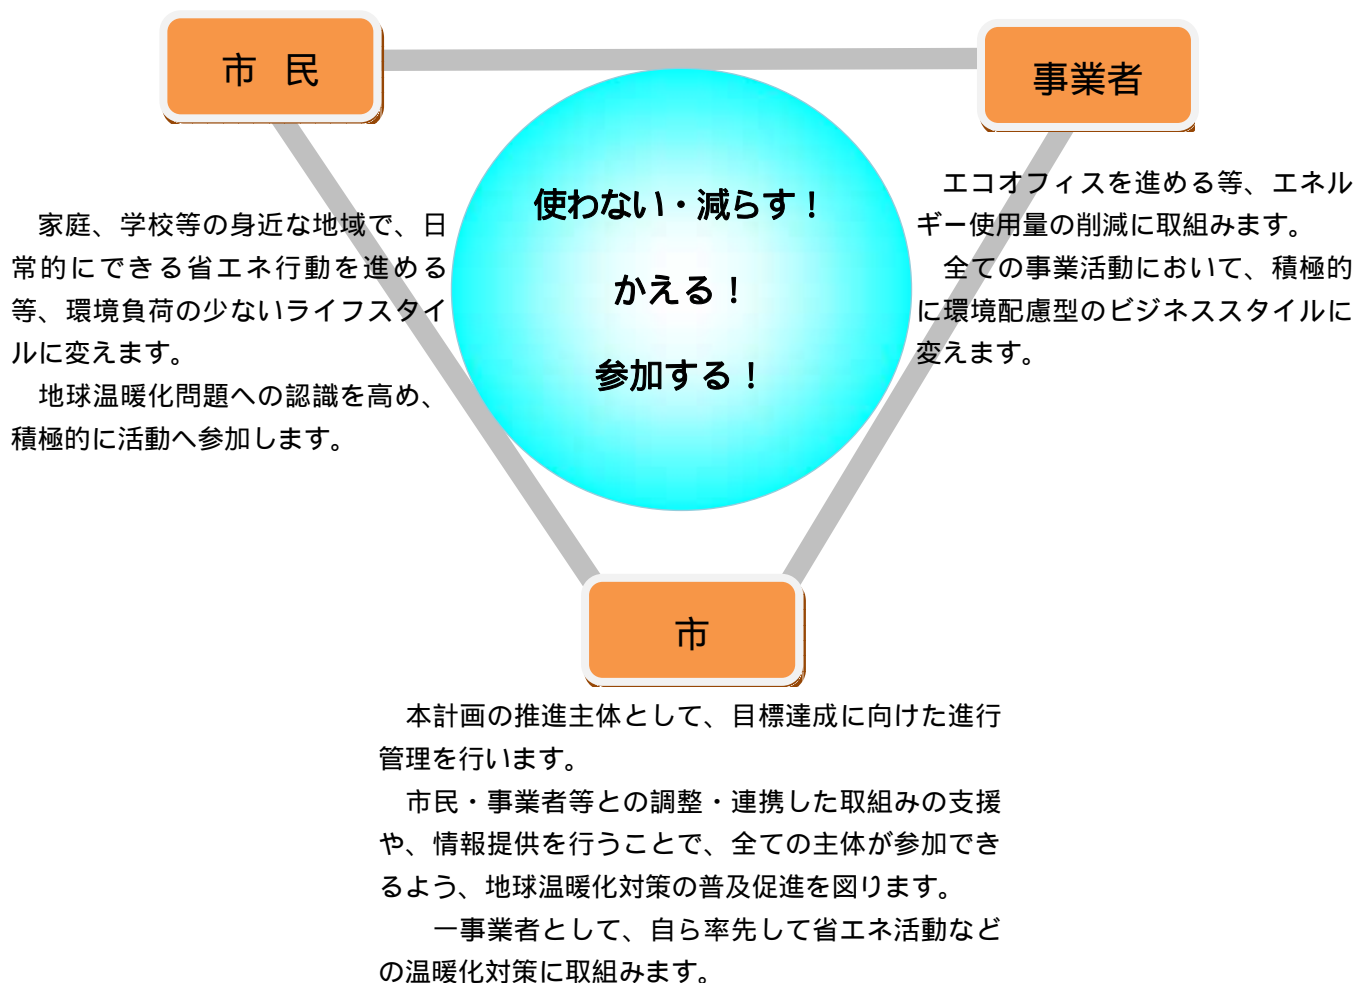 市 民
事業者
使わない・減らす！
かえる！
参加する！
　家庭、学校等の身近な地域で、日
常的にできる省エネ行動を進める
等、環境負荷の少ないライフスタイ
ルに変えます。
　地球温暖化問題への認識を高め、
積極的に活動へ参加します。
　エコオフィスを進める等、エネル
ギー使用量の削減に取組みます。
　全ての事業活動において、積極的
に環境配慮型のビジネススタイルに
変えます。
市
　本計画の推進主体として、目標達成に向けた進行
管理を行います。
　市民・事業者等との調整・連携した取組みの支援
や、情報提供を行うことで、全ての主体が参加でき
るよう、地球温暖化対策の普及促進を図ります。
　　一事業者として、自ら率先して省エネ活動など
の温暖化対策に取組みます。